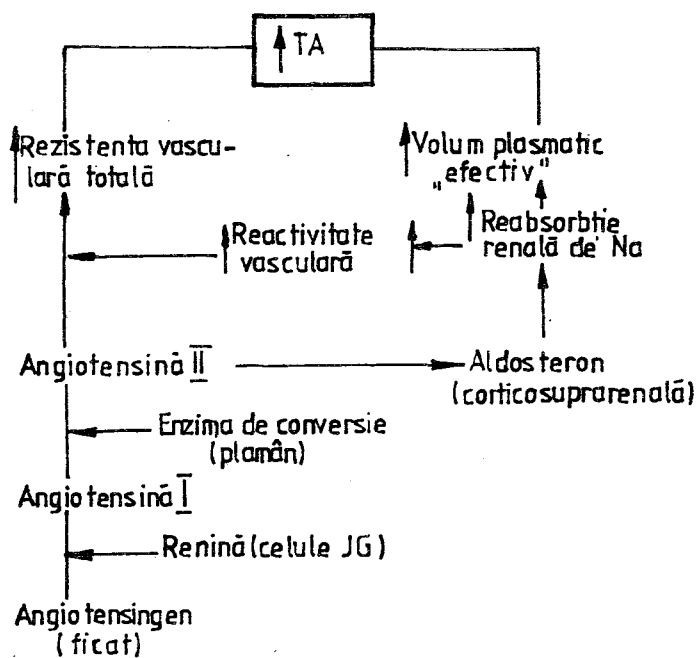 TA
Rezistenta vascu-
lară totală
Volum plasmatic
„efectiv"
Reactivitate
vasculară
Reabsorbție
renală de Na
Angiotensină II
Aldosteron
(corticosuprarenală)
Enzima de conversie
(plamân)
Angiotensină I
Renină (celule JG)
Angiotensingen
(ficat)